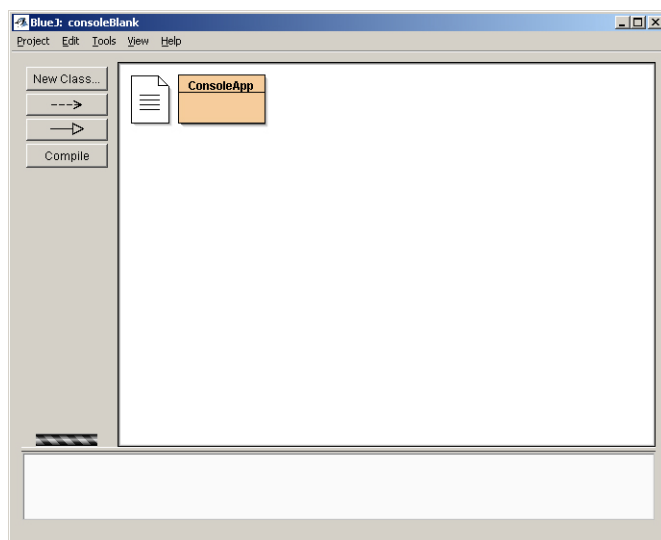 BlueJ: consoleBlank
Project Edit Tools View Help
New Class...
ConsoleApp
Compile